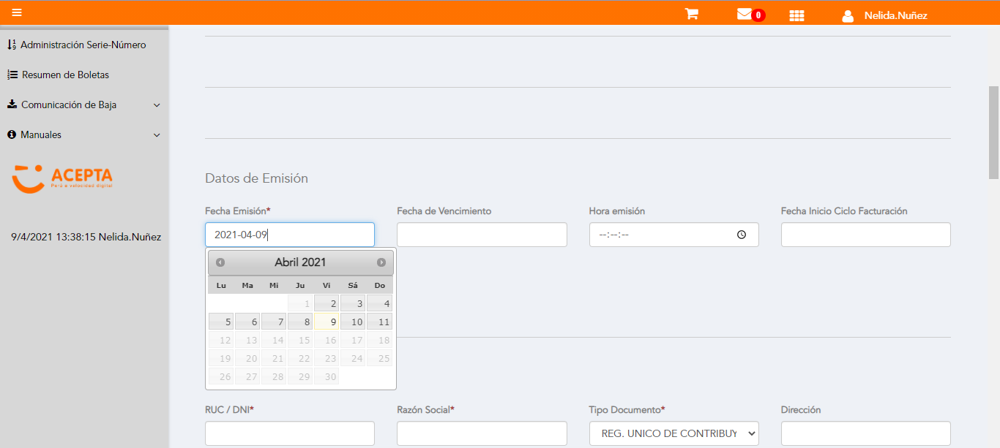 0
Nelida.Nuñez
Administración Serie-Número
Resumen de Boletas
Comunicación de Baja
Manuales
ACEPTA
Perú a velocidad digital
9/4/2021 13:38:15 Nelida.Nuñez
Datos de Emisión
Fecha Emisión* Fecha de Vencimiento Hora emisión Fecha Inicio Ciclo Facturación
2021-04-09 --:--:--
Abril 2021
Lu Ma Mi Ju Vi Sá Do
1 2 3 4
5 6 7 8 9 10 11
12 13 14 15 16 17 18
19 20 21 22 23 24 25
26 27 28 29 30
RUC / DNI* Razón Social* Tipo Documento* Dirección
REG. UNICO DE CONTRIBUY